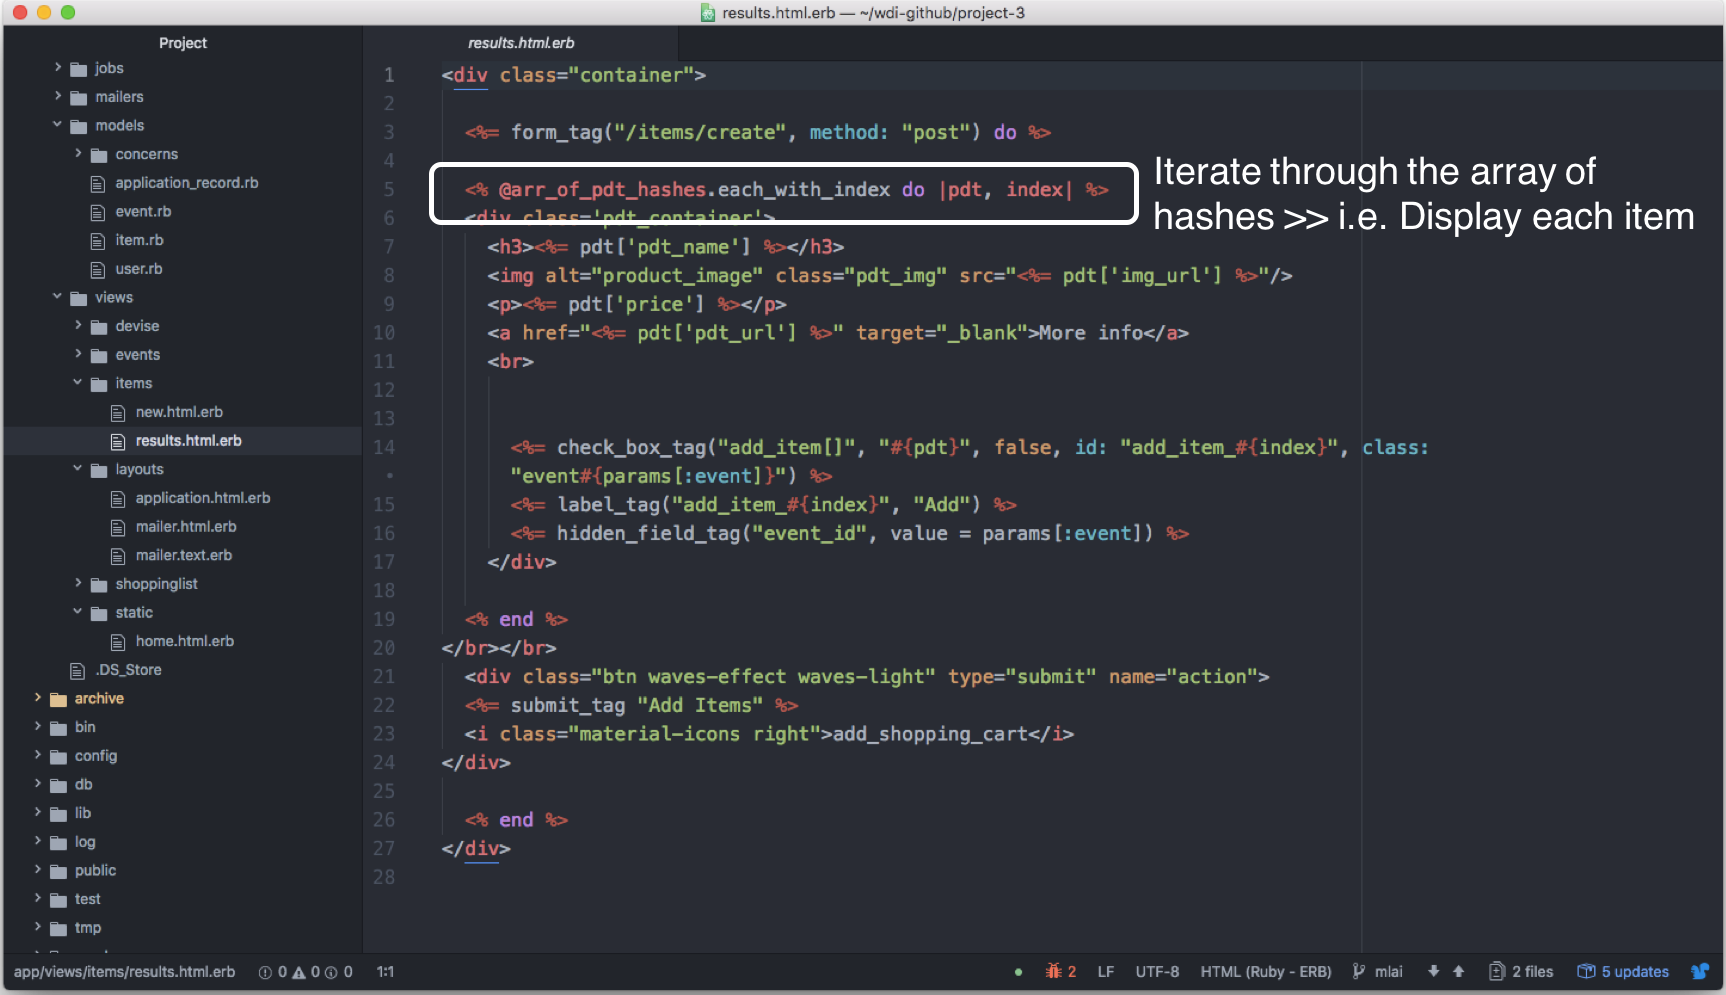 results.html.erb — ~/wdi-github/project-3
Project
jobs
mailers
models
concerns
application_record.rb
event.rb
item.rb
user.rb
views
devise
events
items
new.html.erb
results.html.erb
layouts
application.html.erb
mailer.html.erb
mailer.text.erb
shoppinglist
static
home.html.erb
.DS_Store
archive
bin
config
db
lib
log
public
test
tmp
results.html.erb
1 <div class="container">
2
3 <%= form_tag("/items/create", method: "post") do %>
4
5 <% @arr_of_pdt_hashes.each_with_index do |pdt, index| %>
6 <div class='pdt_container'>
7 <h3><%= pdt['pdt_name'] %></h3>
8 <img alt="product_image" class="pdt_img" src="<%= pdt['img_url'] %>"/>
9 <p><%= pdt['price'] %></p>
10 <a href="<%= pdt['pdt_url'] %>" target="_blank">More info</a>
11 <br>
12
13
14 <%= check_box_tag("add_item[]", "#{pdt}", false, id: "add_item_#{index}", class:
• "event#{params[:event]}") %>
15 <%= label_tag("add_item_#{index}", "Add") %>
16 <%= hidden_field_tag("event_id", value = params[:event]) %>
17 </div>
18
19 <% end %>
20 </br></br>
21 <div class="btn waves-effect waves-light" type="submit" name="action">
22 <%= submit_tag "Add Items" %>
23 <i class="material-icons right">add_shopping_cart</i>
24 </div>
25
26 <% end %>
27 </div>
28
Iterate through the array of
hashes >> i.e. Display each item
app/views/items/results.html.erb 0 0 0 1:1 2 LF UTF-8 HTML (Ruby - ERB) mlai 2 files 5 updates